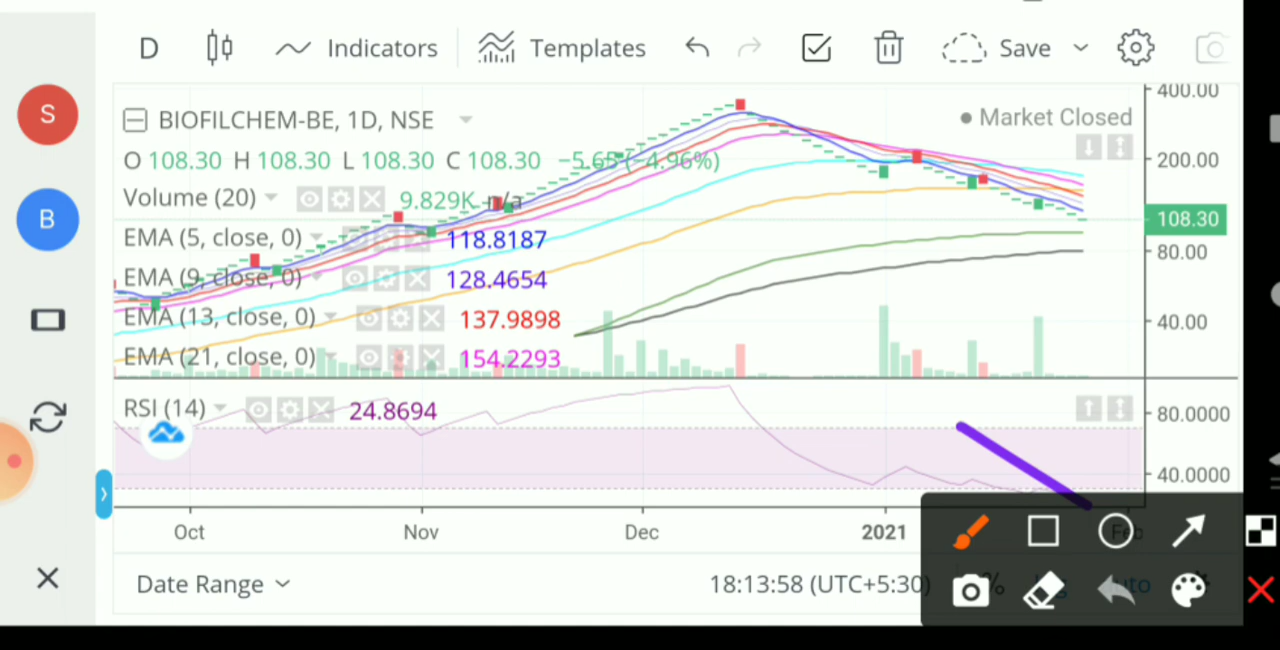 D Indicators Templates Save
S
BIOFILCHEM-BE, 1D, NSE
Market Closed
O 108.30 H 108.30 L 108.30 C 108.30 −5.65 (−4.96%)
Volume (20) 9.829K n/a
B
EMA (5, close, 0) 118.8187
EMA (9, close, 0) 128.4654
EMA (13, close, 0) 137.9898
EMA (21, close, 0) 154.2293
400.00
200.00
108.30
80.00
40.00
RSI (14) 24.8694
80.0000
40.0000
Oct Nov Dec 2021 Feb
Date Range 18:13:58 (UTC+5:30) %